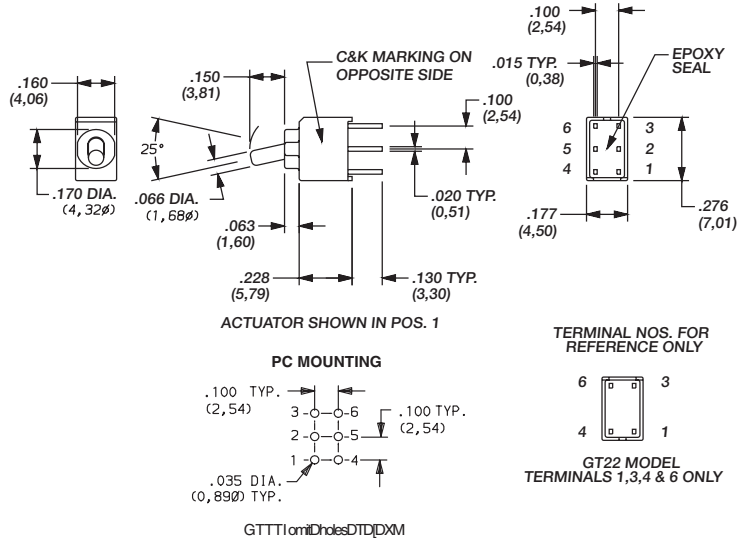 .160
(4,06)
.170 DIA.
(4,32ø)
.150
(3,81)
25°
.066 DIA.
(1,68ø)
.063
(1,60)
C&K MARKING ON
OPPOSITE SIDE
.100
(2,54)
.020 TYP.
(0,51)
.228
(5,79)
.130 TYP.
(3,30)
ACTUATOR SHOWN IN POS. 1
.100
(2,54)
.015 TYP.
(0,38)
EPOXY
SEAL
6 3
5 2
4 1
.177
(4,50)
.276
(7,01)
PC MOUNTING
.100 TYP.
(2,54)
3 6
2 5
1 4
.100 TYP.
(2,54)
.035 DIA.
(0,89Ø) TYP.
TERMINAL NOS. FOR
REFERENCE ONLY
6 3
4 1
GT22 MODEL
TERMINALS 1,3,4 & 6 ONLY